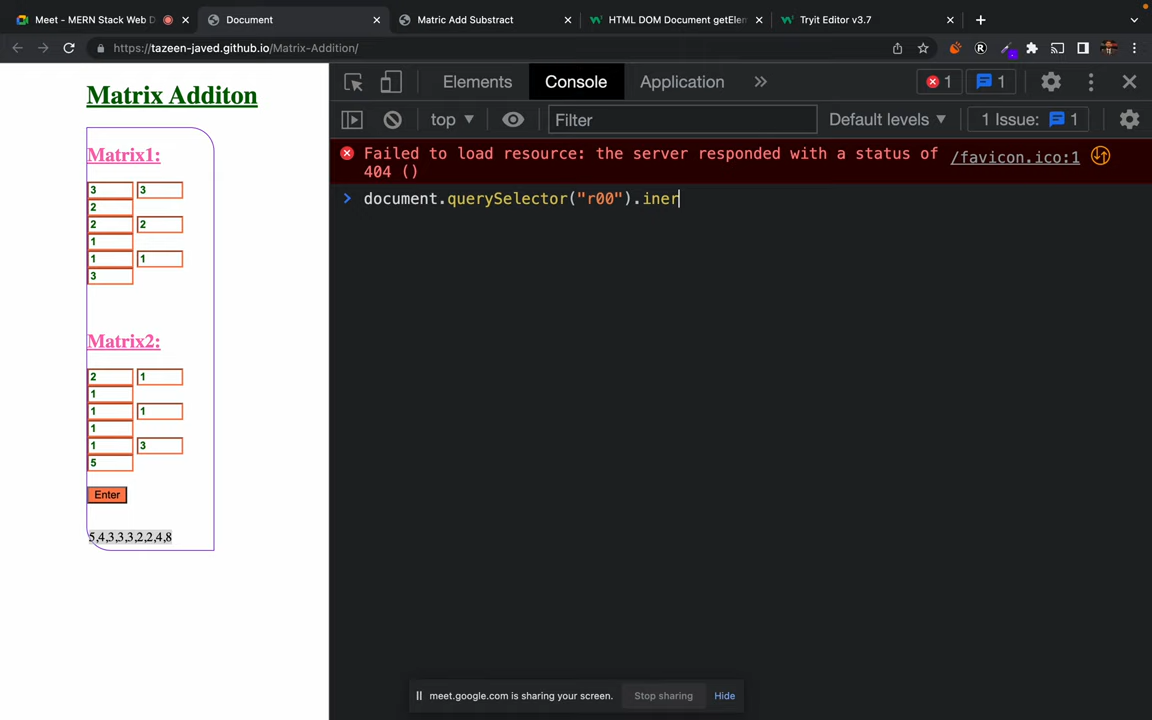 Meet - MERN Stack Web D
Document
Matric Add Substract
HTML DOM Document getElem
Tryit Editor v3.7
https://tazeen-javed.github.io/Matrix-Addition/
Matrix Additon
Matrix1:
3 3
2
2 2
1
1 1
3
Matrix2:
2 1
1
1 1
1
1 3
5
Enter
5,4,3,3,3,2,2,4,8
Elements Console Application 1 1
top Filter Default levels 1 Issue: 1
Failed to load resource: the server responded with a status of /favicon.ico:1
404 ()
document.querySelector("r00").iner
meet.google.com is sharing your screen. Stop sharing Hide